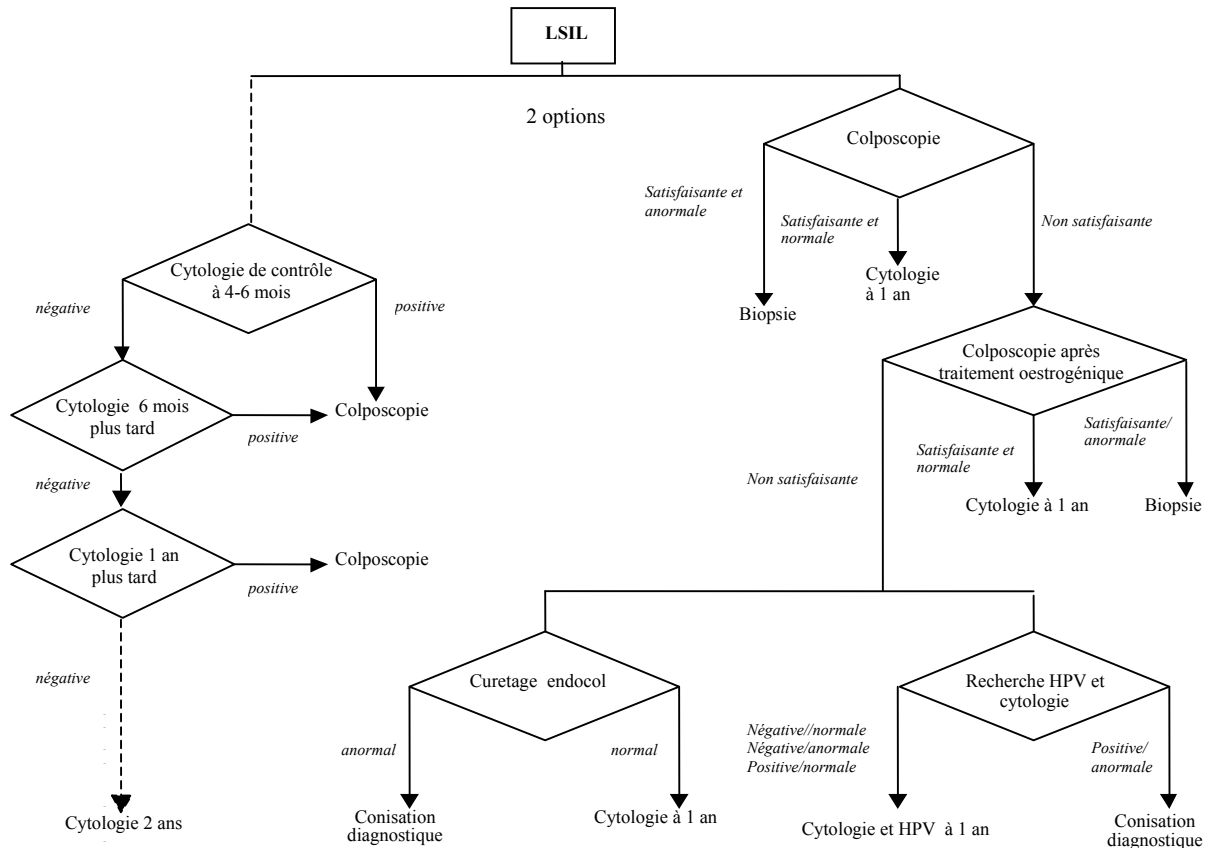 LSIL
2 options
Colposcopie
Satisfaisante et
anormale
Satisfaisante et
normale
Non satisfaisante
Cytologie de contrôle
à 4-6 mois
Cytologie
à 1 an
négative
positive
Biopsie
Colposcopie après
traitement oestrogénique
Cytologie 6 mois
plus tard
positive
Colposcopie
Satisfaisante et
normale
Satisfaisante/
anormale
négative
Non satisfaisante
Cytologie à 1 an
Biopsie
Cytologie 1 an
plus tard
positive
Colposcopie
négative
Curetage endocol
Recherche HPV et
cytologie
anormal
normal
Négative//normale
Négative/anormale
Positive/normale
Positive/
anormale
Cytologie 2 ans
Conisation
diagnostique
Cytologie à 1 an
Cytologie et HPV à 1 an
Conisation
diagnostique